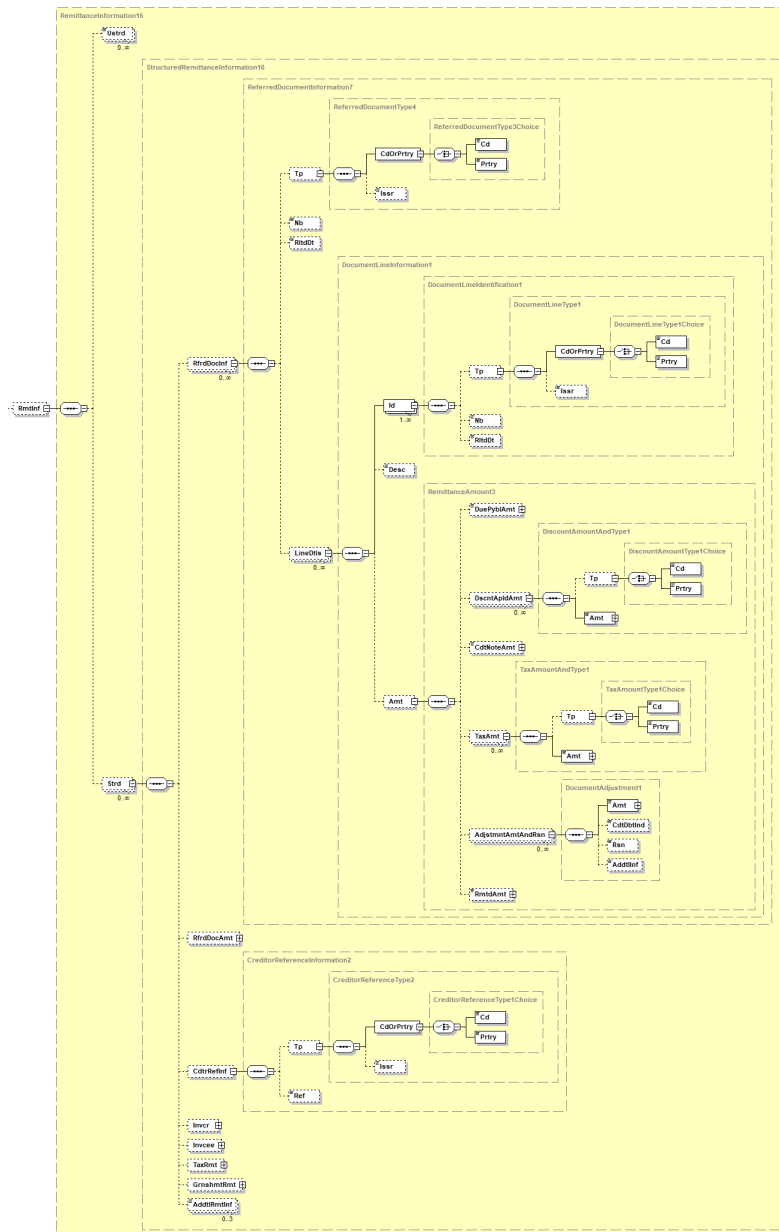 RemittanceInformation16
Ustrd
0..∞
StructuredRemittanceInformation16
ReferredDocumentInformation7
ReferredDocumentType4
ReferredDocumentType3Choice
Cd
CdOrPrtry
Prtry
Tp
Issr
Nb
RltdDt
DocumentLineInformation1
DocumentLineIdentification1
DocumentLineType1
DocumentLineType1Choice
Cd
CdOrPrtry
Prtry
RfrdDocInf
0..∞
Tp
Issr
Id
1..∞
RmtInf
Nb
RltdDt
Desc
RemittanceAmount3
DuePyblAmt
DiscountAmountAndType1
DiscountAmountType1Choice
LineDtls
0..∞
Cd
Tp
Prtry
DscntApldAmt
0..∞
Amt
CdtNoteAmt
TaxAmountAndType1
TaxAmountType1Choice
Amt
Cd
Tp
Prtry
TaxAmt
0..∞
Amt
Strd
0..∞
DocumentAdjustment1
Amt
CdtDbtInd
AdjstmntAmtAndRsn
0..∞
Rsn
AddtlInf
RmtdAmt
RfrdDocAmt
CreditorReferenceInformation2
CreditorReferenceType2
CreditorReferenceType1Choice
Cd
CdOrPrtry
Prtry
Tp
Issr
CdtrRefInf
Ref
Invcr
Invcee
TaxRmt
GrnshmtRmt
AddtlRmtInf
0..3